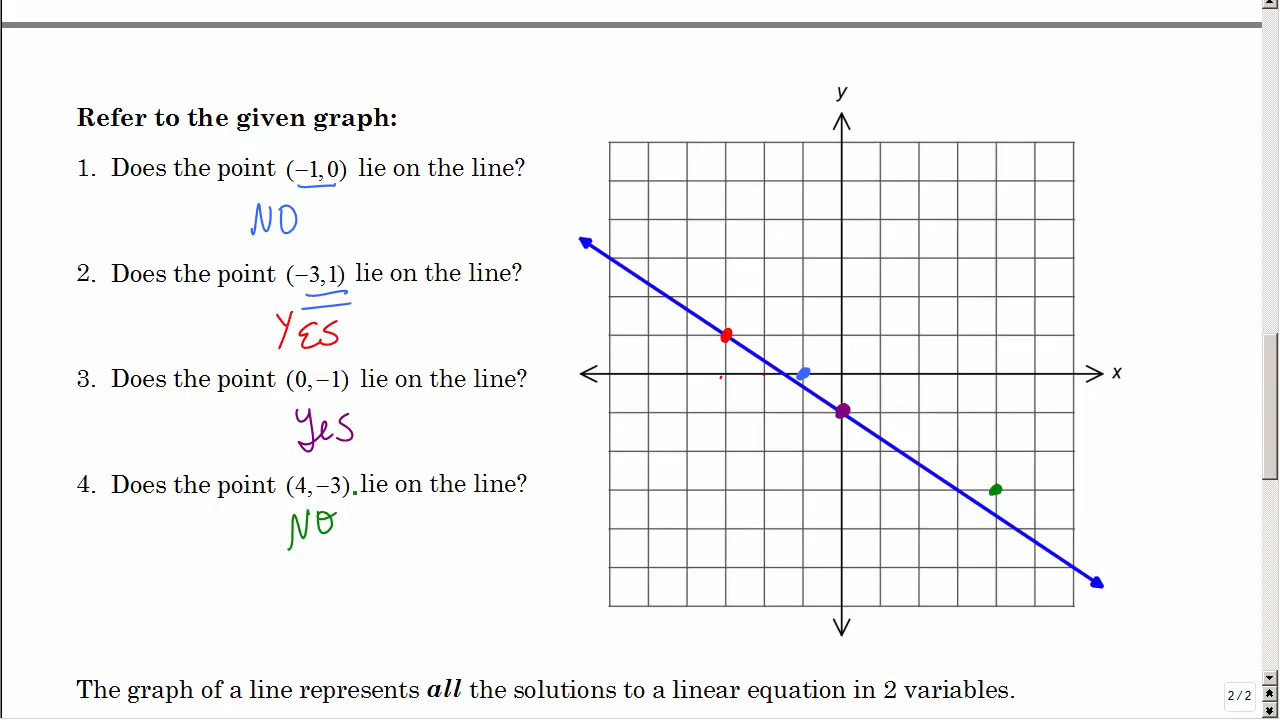 y
Refer to the given graph:
1. Does the point (−1,0) lie on the line?
NO
2. Does the point (−3,1) lie on the line?
YES
3. Does the point (0,−1) lie on the line?
x
Yes
4. Does the point (4,−3). lie on the line?
NO
The graph of a line represents all the solutions to a linear equation in 2 variables.
2/2